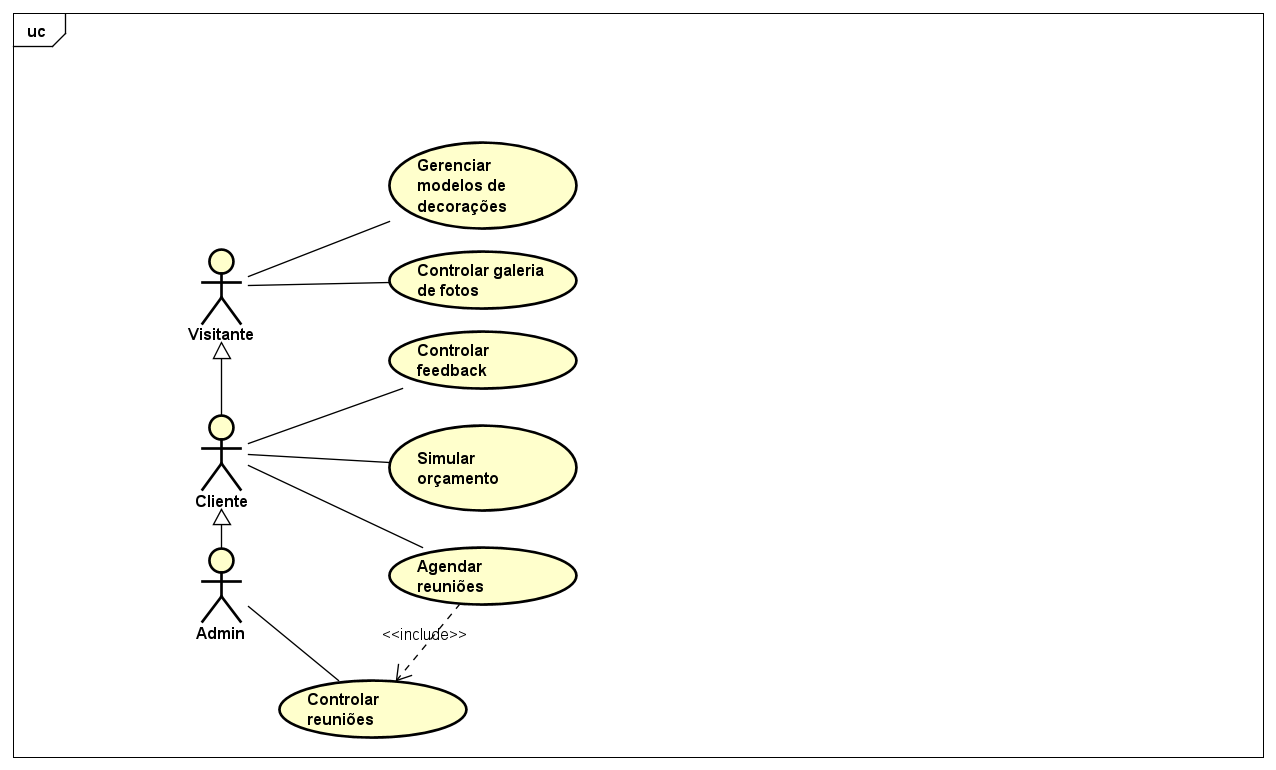 uc
Gerenciar
modelos de
decorações
Controlar galeria
de fotos
Visitante
Controlar
feedback
Simular
orçamento
Cliente
Agendar
reuniões
Admin
<<include>>
Controlar
reuniões